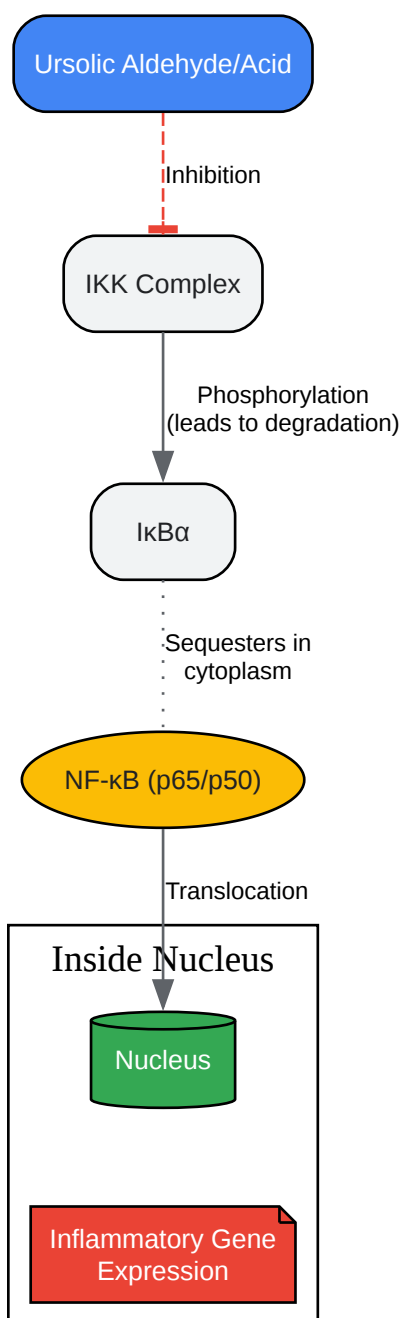 Ursolic Aldehyde/Acid
Inhibition
IKK Complex
Phosphorylation
(leads to degradation)
IκBα
Sequesters in
cytoplasm
NF-κB (p65/p50)
Translocation
Inside Nucleus
Nucleus
Inflammatory Gene
Expression